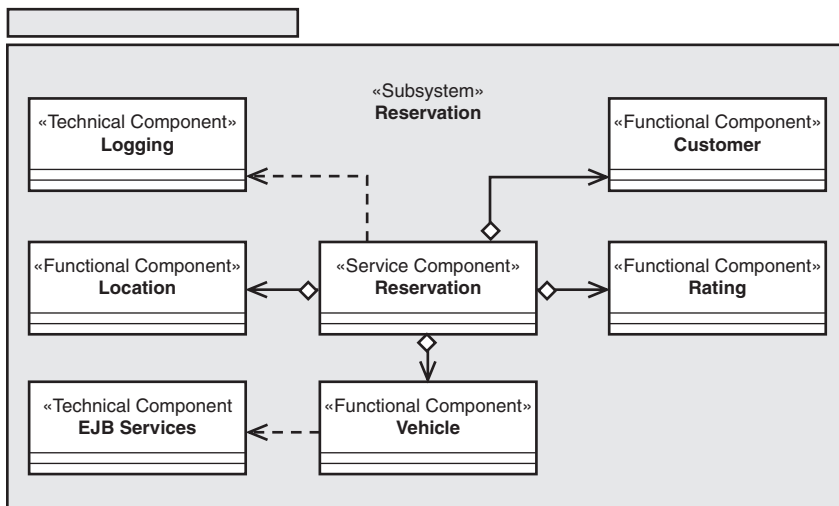 «Subsystem»
Reservation
«Technical Component»
Logging
«Functional Component»
Customer
«Functional Component»
Location
«Service Component»
Reservation
«Functional Component»
Rating
«Technical Component
EJB Services
«Functional Component»
Vehicle